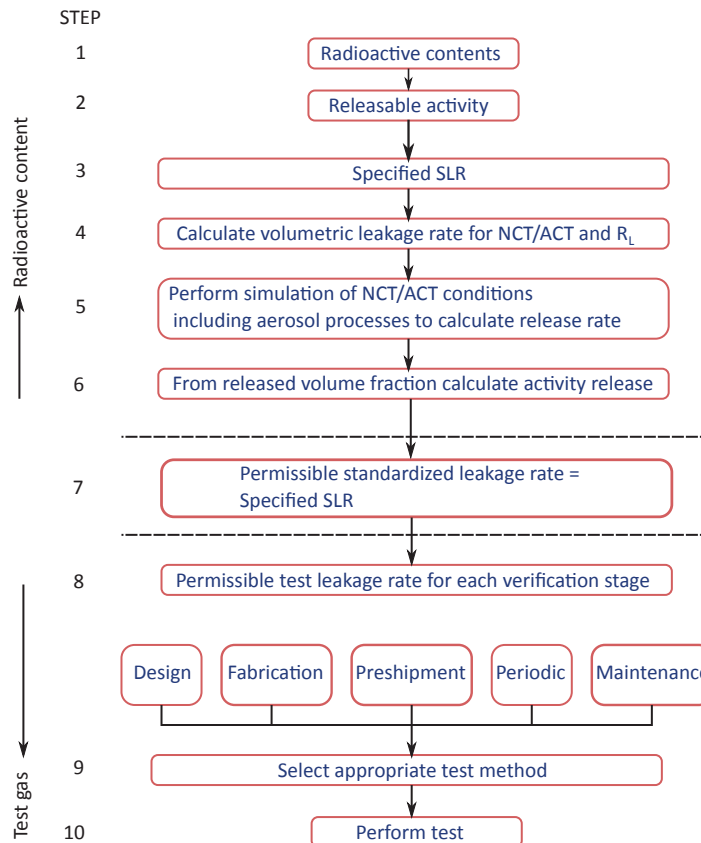 STEP
1
Radioactive contents
2
Releasable activity
3
Specified SLR
4
Calculate volumetric leakage rate for NCT/ACT and RL
5
Perform simulation of NCT/ACT conditions
including aerosol processes to calculate release rate
6
From released volume fraction calculate activity release
Radioactive content
7
Permissible standardized leakage rate =
Specified SLR
8
Permissible test leakage rate for each verification stage
Design
Fabrication
Preshipment
Periodic
Maintenance
9
Select appropriate test method
10
Perform test
Test gas